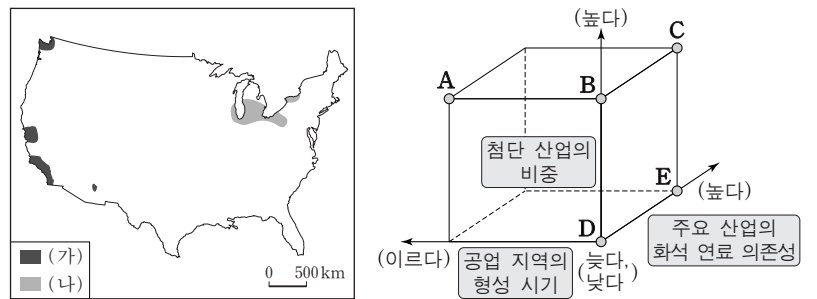 (가)
(나)
0 500 km
(높다)
C
A
B
첨단 산업의
비중
E
(높다)
D
주요 산업의
화석 연료 의존성
(이르다)
공업 지역의
형성 시기
(늦다,
낮다)